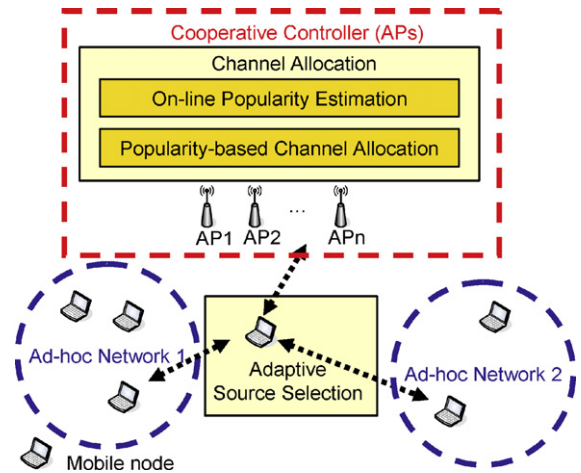 Cooperative Controller (APs)
Channel Allocation
On-line Popularity Estimation
Popularity-based Channel Allocation
AP1 AP2 ... APn
Ad-hoc Network 1
Adaptive
Source Selection
Ad-hoc Network 2
Mobile node